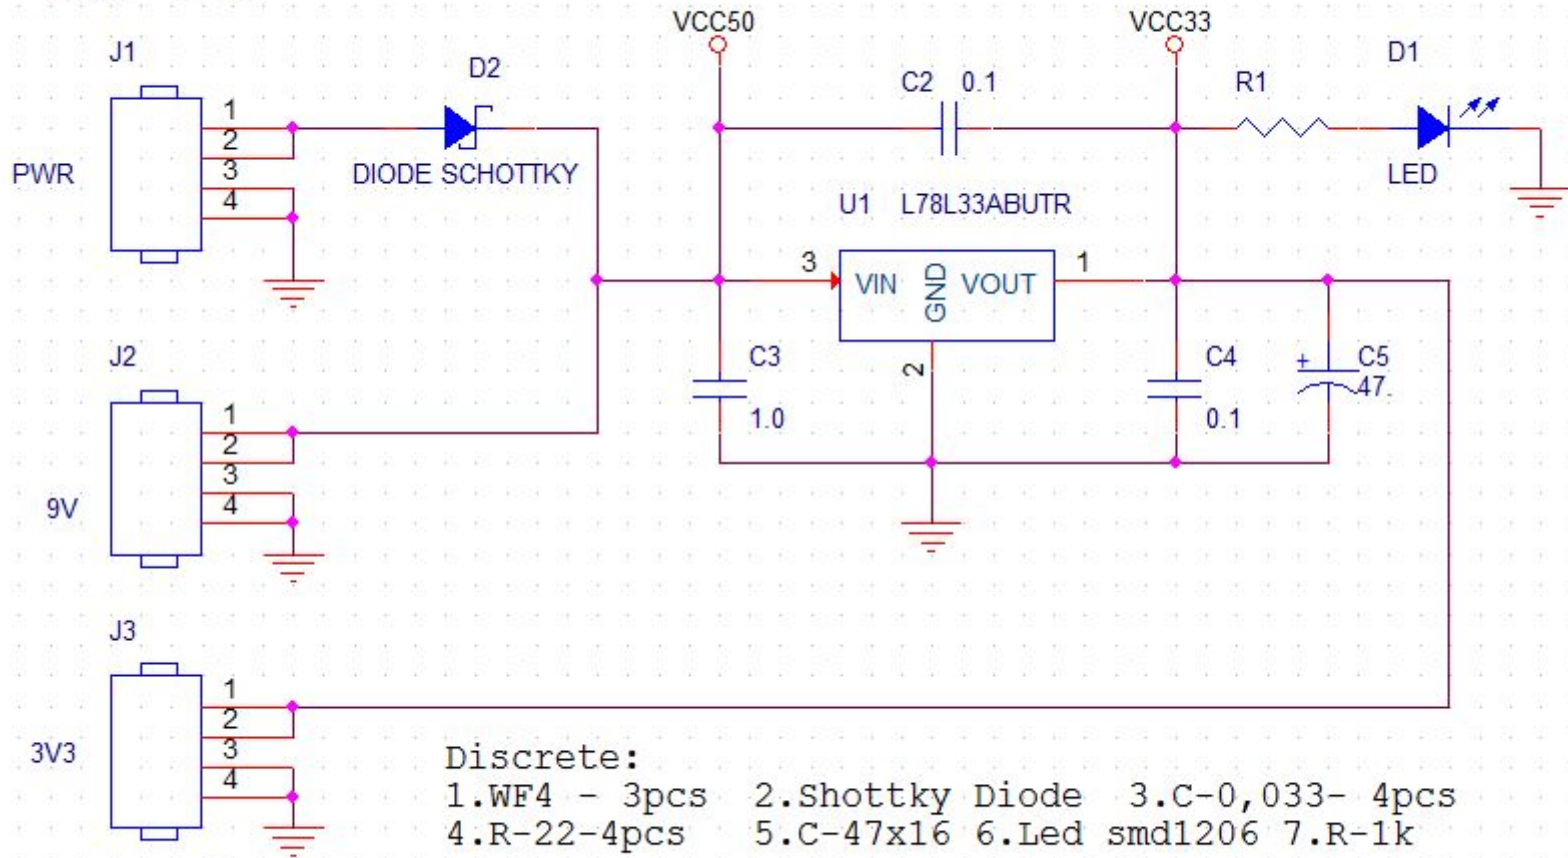 VCC50
VCC33
J1
D2
C2 0.1
R1
D1
1
2
3
4
PWR
DIODE SCHOTTKY
LED
U1 L78L33ABUTR
3
VIN
GND
VOUT
1
2
J2
C3
1.0
C4
0.1
+
C5
47.
1
2
3
4
9V
J3
1
2
3
4
3V3
Discrete:
1.WF4 - 3pcs 2.Shottky Diode 3.C-0,033- 4pcs
4.R-22-4pcs 5.C-47x16 6.Led smd1206 7.R-1k